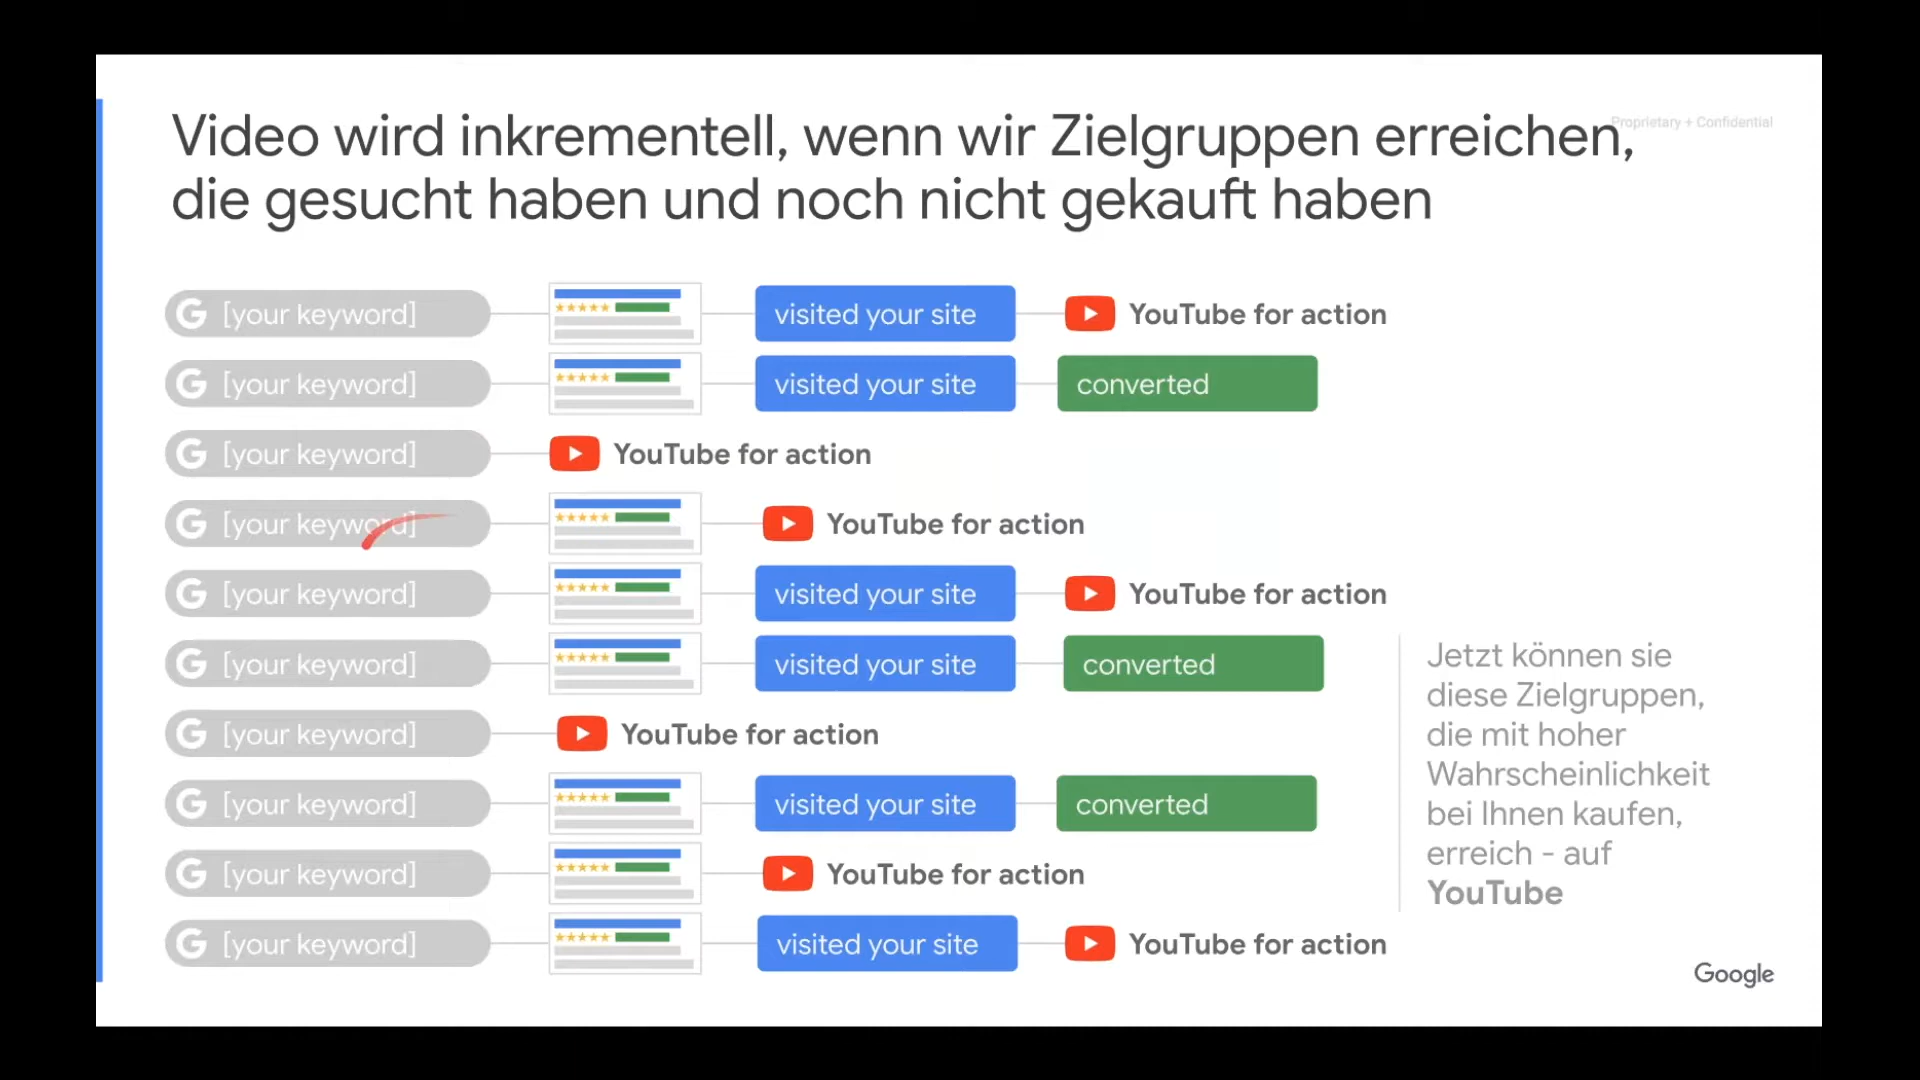 Proprietary + Confidential
Video wird inkrementell, wenn wir Zielgruppen erreichen,
die gesucht haben und noch nicht gekauft haben
G [your keyword] visited your site YouTube for action
G [your keyword] visited your site converted
G [your keyword] YouTube for action
G [your keyword] YouTube for action
G [your keyword] visited your site YouTube for action
G [your keyword] visited your site converted
G [your keyword] YouTube for action
G [your keyword] visited your site converted
G [your keyword] YouTube for action
G [your keyword] visited your site YouTube for action
Jetzt können sie
diese Zielgruppen,
die mit hoher
Wahrscheinlichkeit
bei Ihnen kaufen,
erreich - auf
YouTube
Google